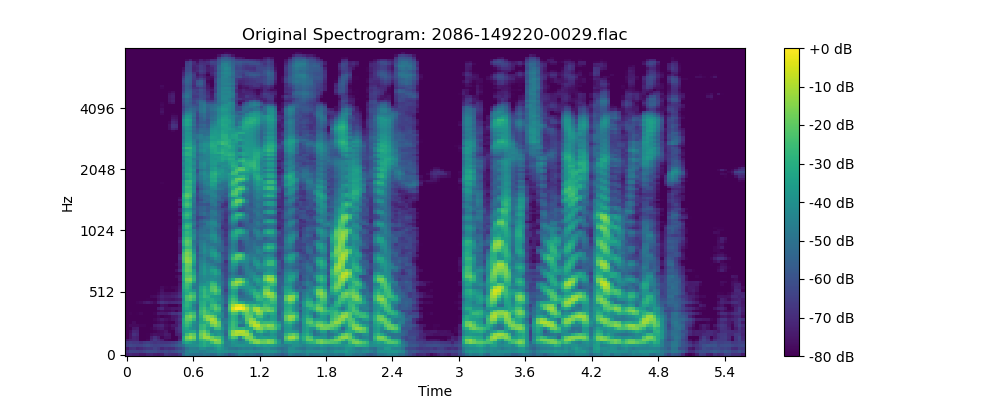 Original Spectrogram: 2086-149220-0029.flac
Hz
4096
2048
1024
512
0
0 0.6 1.2 1.8 2.4 3 3.6 4.2 4.8 5.4
Time
+0 dB
-10 dB
-20 dB
-30 dB
-40 dB
-50 dB
-60 dB
-70 dB
-80 dB